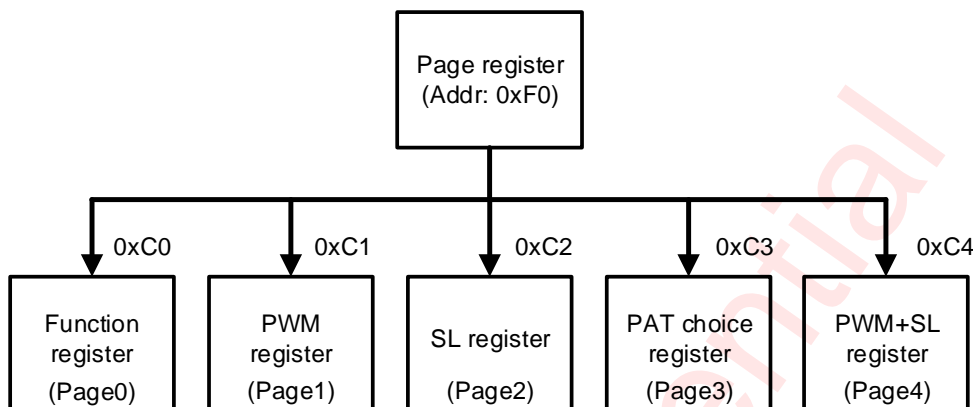 Page register
(Addr: 0xF0)
0xC0
0xC1
0xC2
0xC3
0xC4
Function
register
(Page0)
PWM
register
(Page1)
SL register
(Page2)
PAT choice
register
(Page3)
PWM+SL
register
(Page4)
ential